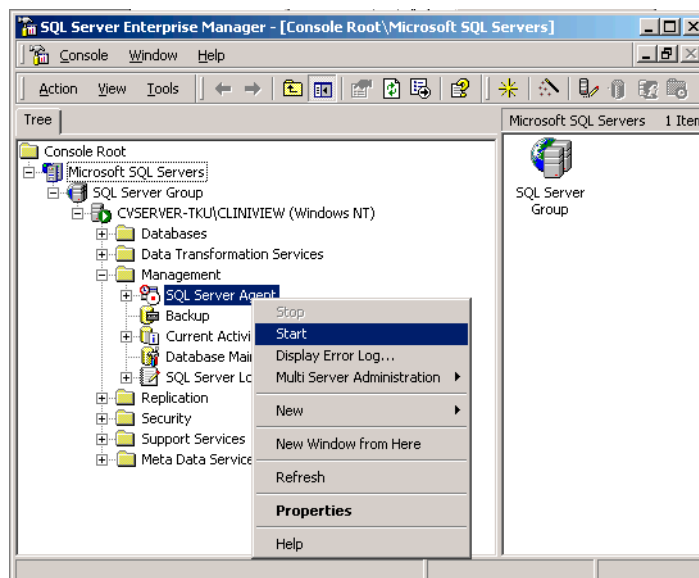 SQL Server Enterprise Manager - [Console Root\Microsoft SQL Servers]
Console Window Help
Action View Tools
Tree
Microsoft SQL Servers 1 Iten
Console Root
Microsoft SQL Servers
SQL Server Group
CVSERVER-TKU\CLINIVIEW (Windows NT)
Databases
Data Transformation Services
Management
SQL Server Agent
Backup
Current Activi
Database Mai
SQL Server Lo
Replication
Security
Support Services
Meta Data Service
Stop
Start
Display Error Log...
Multi Server Administration
New
New Window from Here
Refresh
Properties
Help
SQL Server
Group